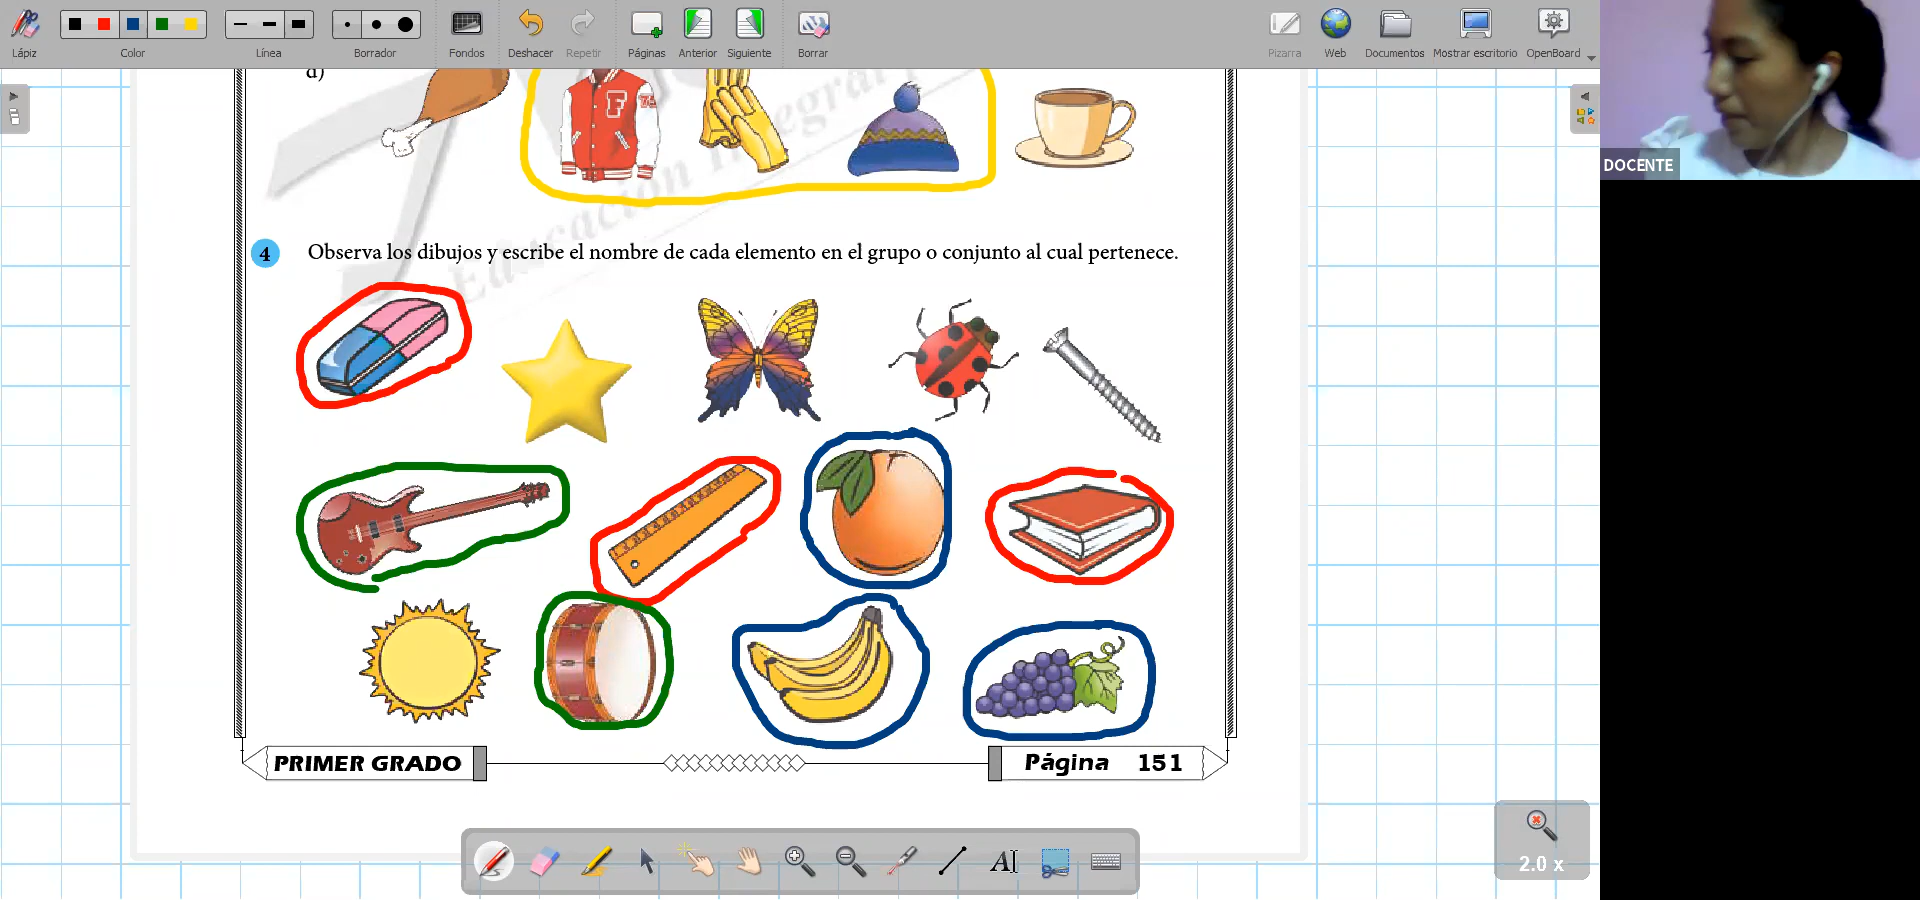 Lápiz
Color
Línea
Borrador
Fondos
Deshacer
Repetir
Páginas
Anterior
Siguiente
Borrar
Pizarra
Web
Documentos
Mostrar escritorio
OpenBoard
DOCENTE
d)
F
Educación Integral
4
Observa los dibujos y escribe el nombre de cada elemento en el grupo o conjunto al cual pertenece.
PRIMER GRADO
Página 151
2.0 x